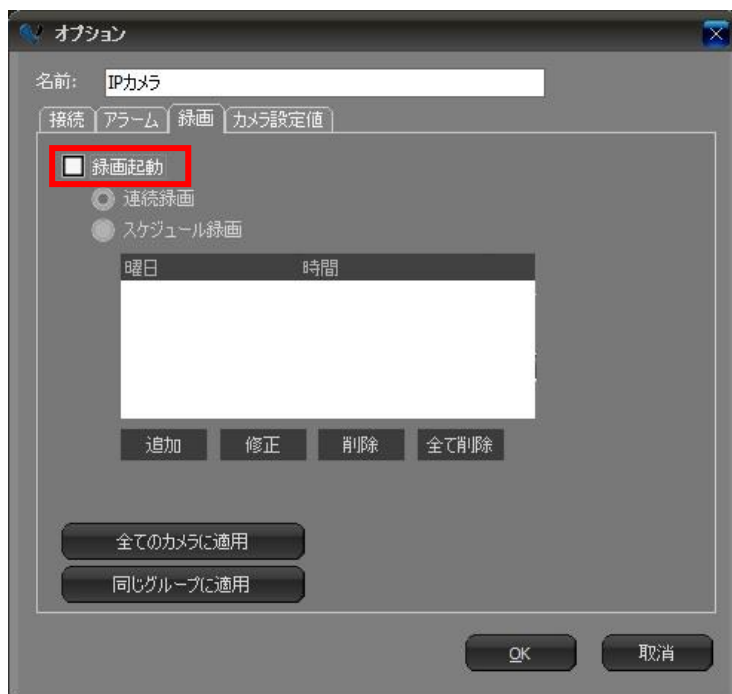 オプション
名前: IPカメラ
接続 アラーム 録画 カメラ設定値
録画起動
連続録画
スケジュール録画
曜日 時間
追加 修正 削除 全て削除
全てのカメラに適用
同じグループに適用
OK 取消